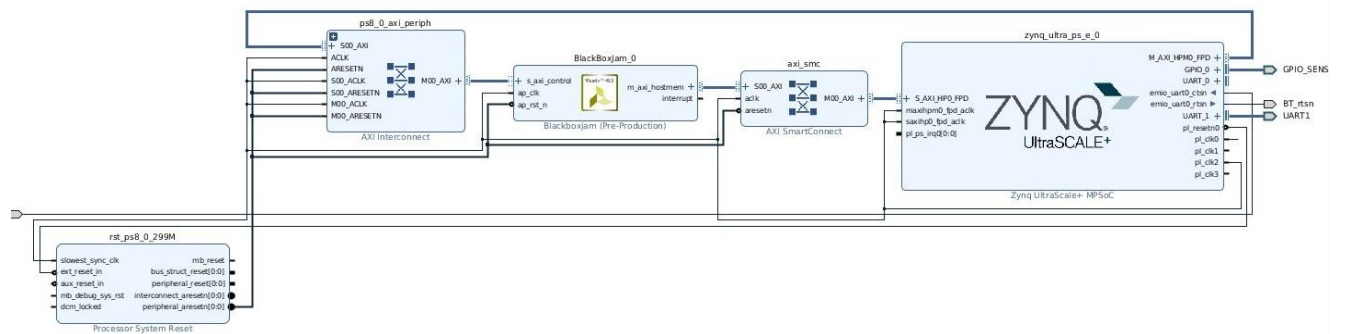 ps8_0_axi_periph
S00_AXI
ACLK
ARESETN
S00_ACLK
S00_ARESETN
M00_ACLK
M00_ARESETN
M00_AXI
AXI Interconnect
BlackBoxJam_0
s_axi_control
ap_clk
ap_rst_n
m_axi_hostmem
interrupt
Blackboxjam (Pre-Production)
axi_smc
S00_AXI
aclk
aresetn
M00_AXI
AXI SmartConnect
zynq_ultra_ps_e_0
S_AXI_HP0_FPD
maxihpm0_fpd_aclk
saxihp0_fpd_aclk
pl_ps_irq0[0:0]
ZYNQ
UltraSCALE+
M_AXI_HPM0_FPD
GPIO_0
UART_0
emio_uart0_ctsn
emio_uart0_rtsn
UART_1
pl_resetn0
pl_clk0
pl_clk1
pl_clk2
pl_clk3
Zynq UltraScale+ MPSoC
GPIO_SENS
BT_rtsn
UART1
rst_ps8_0_299M
slowest_sync_clk
ext_reset_in
aux_reset_in
mb_debug_sys_rst
dcm_locked
mb_reset
bus_struct_reset[0:0]
peripheral_reset[0:0]
interconnect_aresetn[0:0]
peripheral_aresetn[0:0]
Processor System Reset